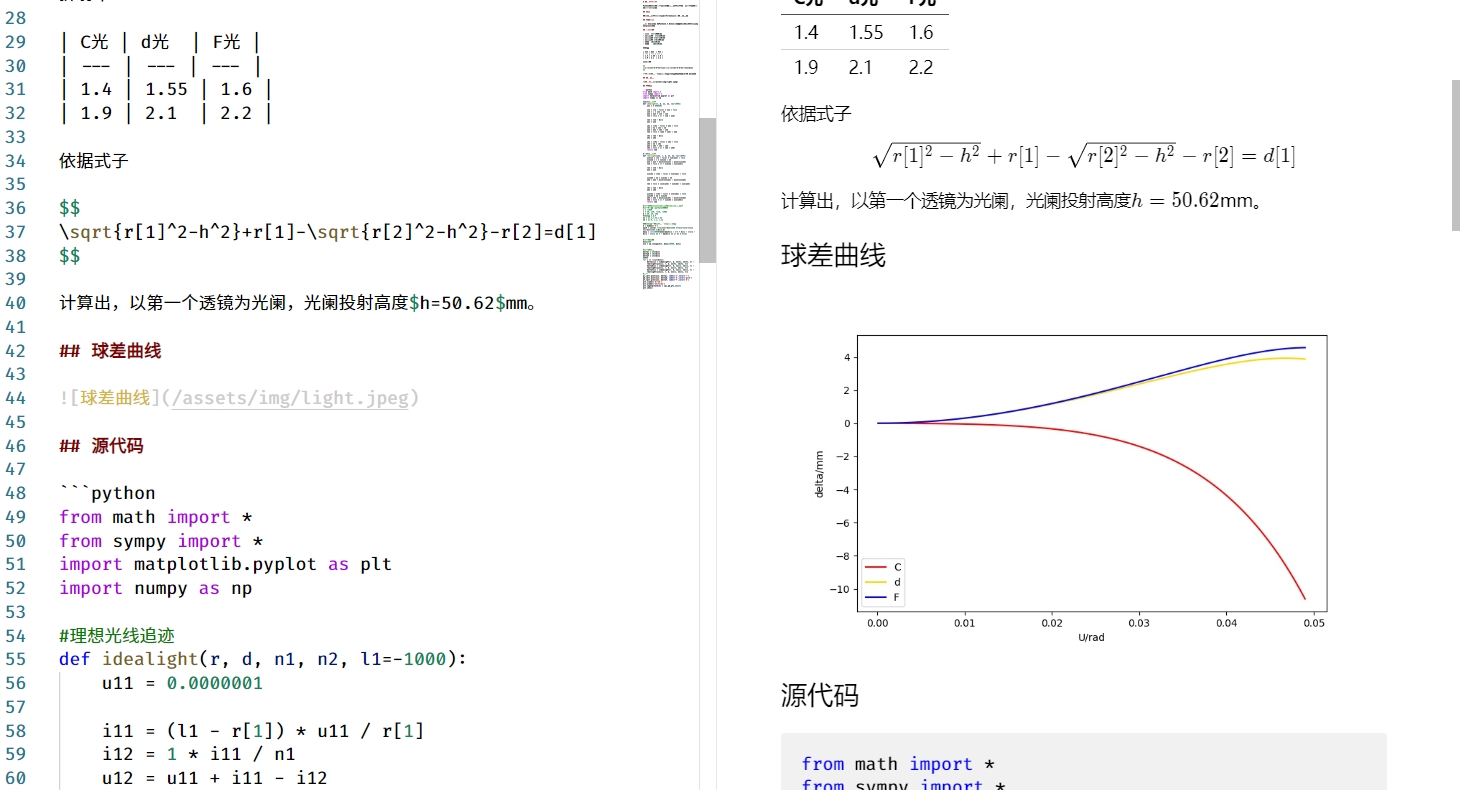 28
29 | C光 | d光 | F光 |
30 | --- | --- | --- |
31 | 1.4 | 1.55 | 1.6 |
32 | 1.9 | 2.1 | 2.2 |
33
34 依据式子
35
36 $$
37 \sqrt{r[1]^2-h^2}+r[1]-\sqrt{r[2]^2-h^2}-r[2]=d[1]
38 $$
39
40 计算出，以第一个透镜为光阑，光阑投射高度$h=50.62$mm。
41
42 ## 球差曲线
43
44 ![球差曲线](/assets/img/light.jpeg)
45
46 ## 源代码
47
48 ```python
49 from math import *
50 from sympy import *
51 import matplotlib.pyplot as plt
52 import numpy as np
53
54 #理想光线追迹
55 def idealight(r, d, n1, n2, l1=-1000):
56 u11 = 0.0000001
57
58 i11 = (l1 - r[1]) * u11 / r[1]
59 i12 = 1 * i11 / n1
60 u12 = u11 + i11 - i12
1.4 1.55 1.6
1.9 2.1 2.2
依据式子
√r[1]² − h² + r[1] − √r[2]² − h² − r[2] = d[1]
计算出，以第一个透镜为光阑，光阑投射高度h = 50.62mm。
球差曲线
4
2
0
−2
−4
−6
−8
−10
delta/mm
C
d
F
0.00 0.01 0.02 0.03 0.04 0.05
U/rad
源代码
from math import *
from sympy import *